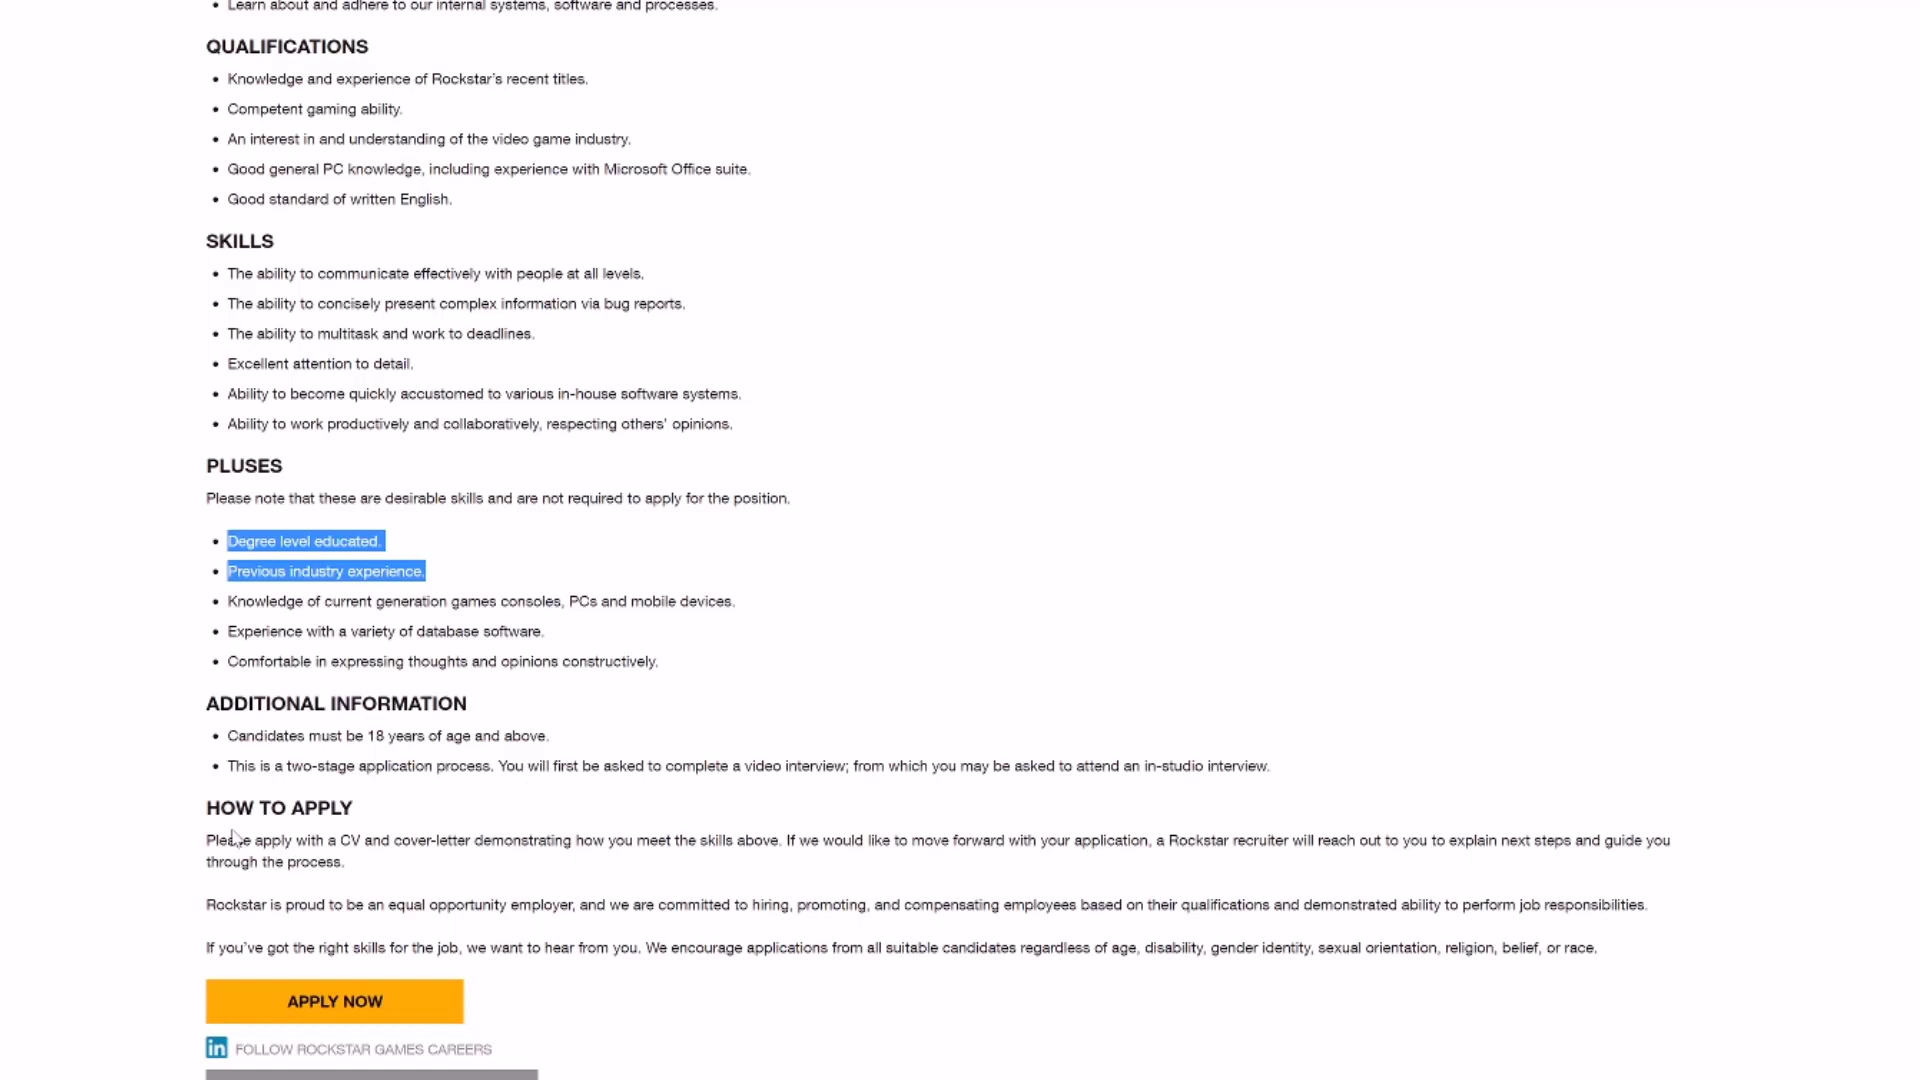 Learn about and adhere to our internal systems, software and processes.
QUALIFICATIONS
Knowledge and experience of Rockstar's recent titles.
Competent gaming ability.
An interest in and understanding of the video game industry.
Good general PC knowledge, including experience with Microsoft Office suite.
Good standard of written English.
SKILLS
The ability to communicate effectively with people at all levels.
The ability to concisely present complex information via bug reports.
The ability to multitask and work to deadlines.
Excellent attention to detail.
Ability to become quickly accustomed to various in-house software systems.
Ability to work productively and collaboratively, respecting others' opinions.
PLUSES
Please note that these are desirable skills and are not required to apply for the position.
Degree level educated.
Previous industry experience.
Knowledge of current generation games consoles, PCs and mobile devices.
Experience with a variety of database software.
Comfortable in expressing thoughts and opinions constructively.
ADDITIONAL INFORMATION
Candidates must be 18 years of age and above.
This is a two-stage application process. You will first be asked to complete a video interview; from which you may be asked to attend an in-studio interview.
HOW TO APPLY
Please apply with a CV and cover-letter demonstrating how you meet the skills above. If we would like to move forward with your application, a Rockstar recruiter will reach out to you to explain next steps and guide you
through the process.
Rockstar is proud to be an equal opportunity employer, and we are committed to hiring, promoting, and compensating employees based on their qualifications and demonstrated ability to perform job responsibilities.
If you've got the right skills for the job, we want to hear from you. We encourage applications from all suitable candidates regardless of age, disability, gender identity, sexual orientation, religion, belief, or race.
APPLY NOW
in FOLLOW ROCKSTAR GAMES CAREERS